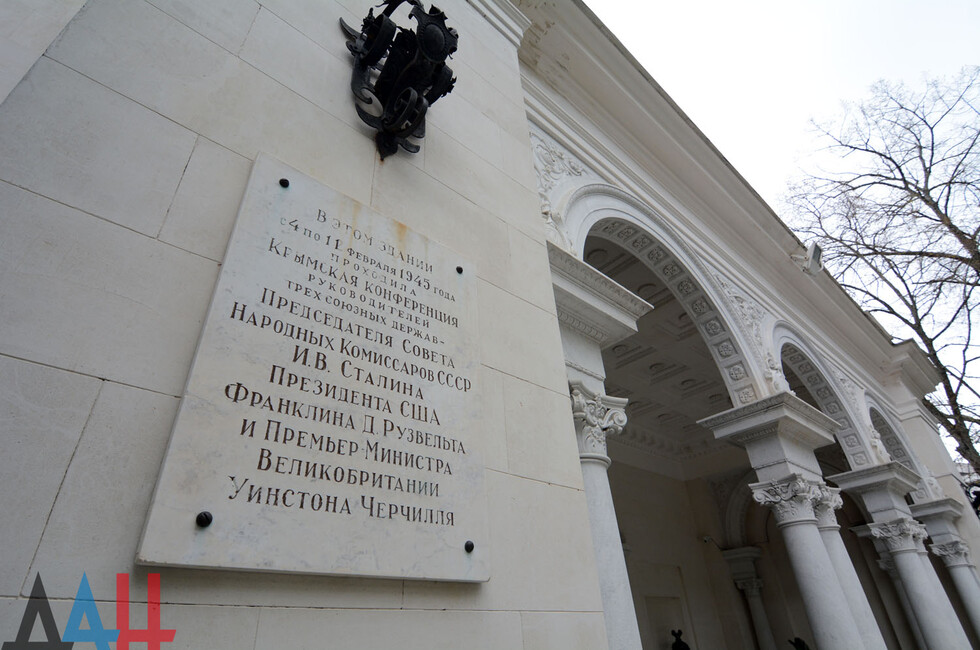 В ЭТОМ ЗДАНИИ
С 4 ПО 11 ФЕВРАЛЯ 1945 ГОДА
ПРОХОДИЛА
КРЫМСКАЯ КОНФЕРЕНЦИЯ
РУКОВОДИТЕЛЕЙ
ТРЕХ СОЮЗНЫХ ДЕРЖАВ-
ПРЕДСЕДАТЕЛЯ СОВЕТА
НАРОДНЫХ КОМИССАРОВ СССР
И.В. СТАЛИНА
ПРЕЗИДЕНТА США
ФРАНКЛИНА Д. РУЗВЕЛЬТА
И ПРЕМЬЕР-МИНИСТРА
ВЕЛИКОБРИТАНИИ
УИНСТОНА ЧЕРЧИЛЛЯ
ДАН